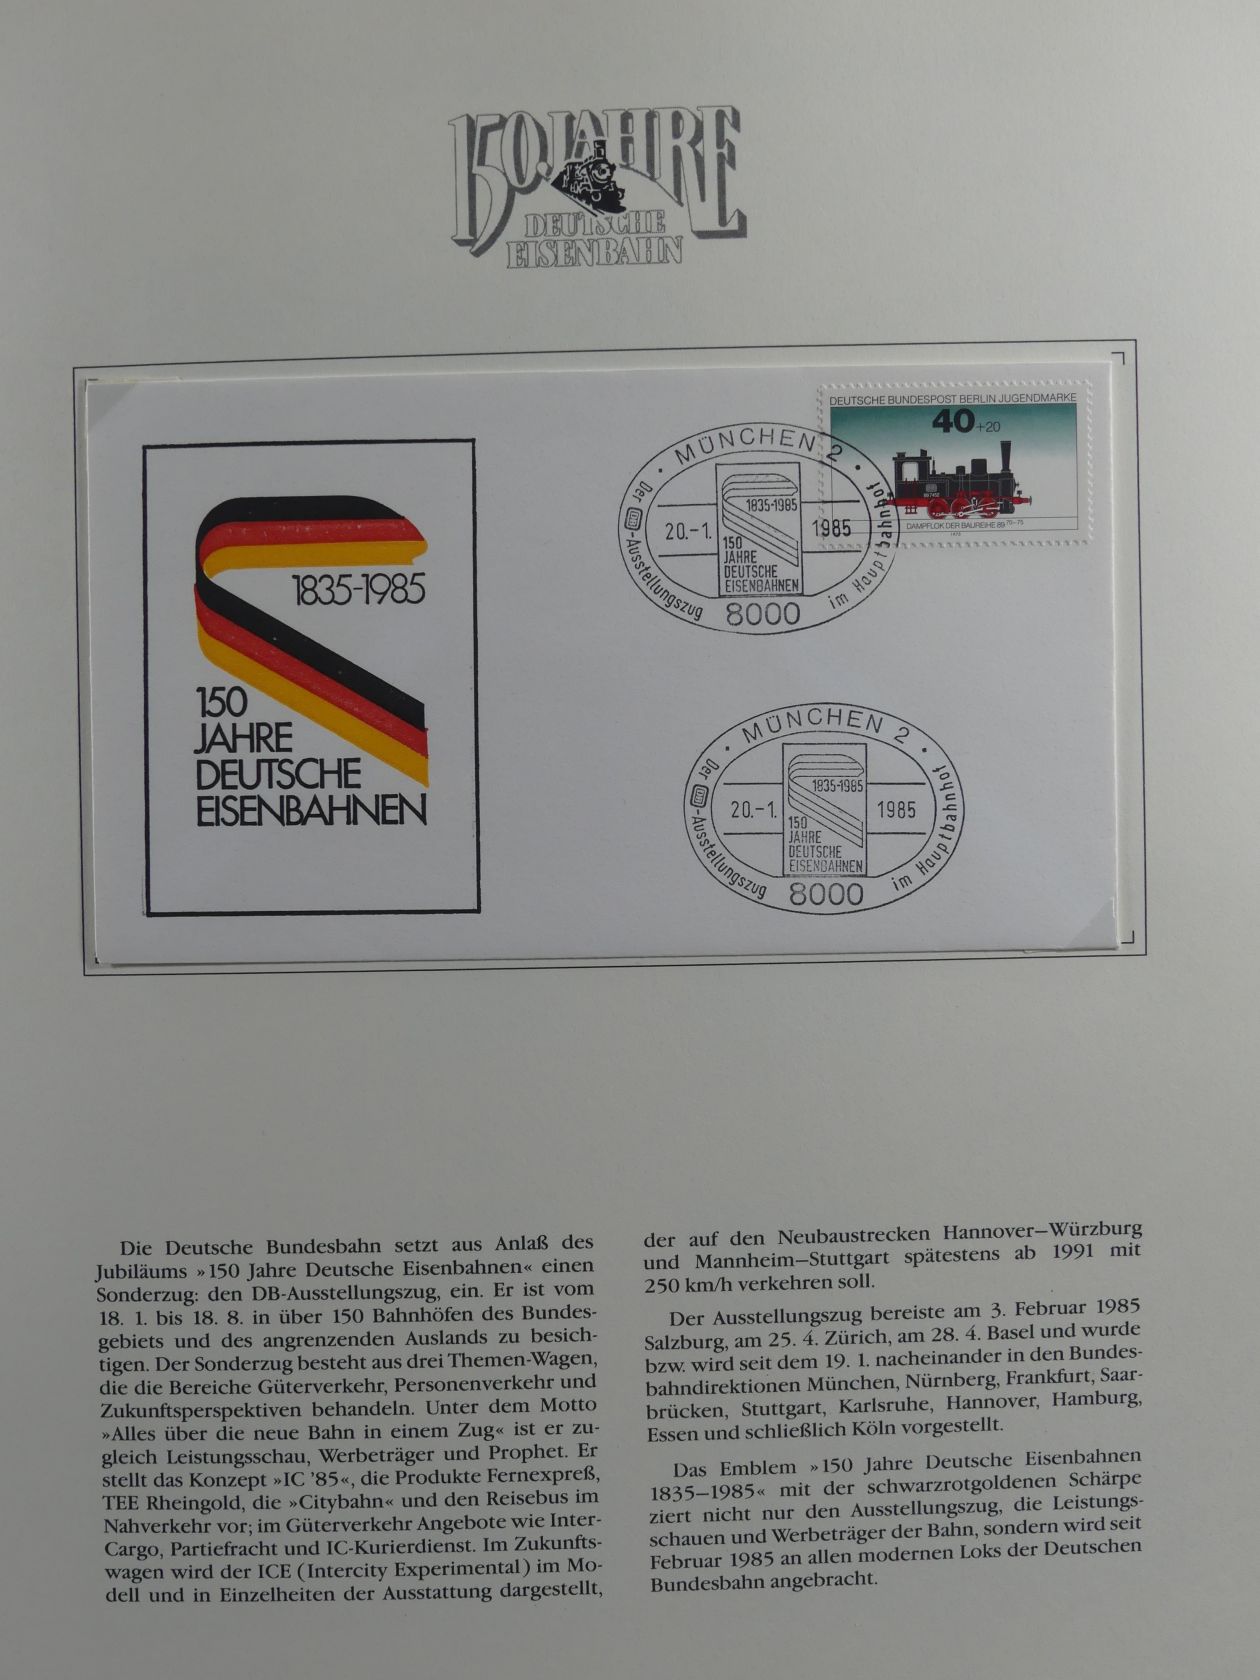 150 JAHRE
DEUTSCHE
EISENBAHN
1835-1985
150
JAHRE
DEUTSCHE
EISENBAHNEN
DEUTSCHE BUNDESPOST BERLIN JUGENDMARKE
40+20
89 7462
DAMPFLOK DER BAUREIHE 89 70-75
1975
MÜNCHEN 2
20.-1. 1985
1835-1985
150
JAHRE
DEUTSCHE
EISENBAHNEN
Der DB-Ausstellungszug im Hauptbahnhof
8000
MÜNCHEN 2
20.-1. 1985
1835-1985
150
JAHRE
DEUTSCHE
EISENBAHNEN
Der DB-Ausstellungszug im Hauptbahnhof
8000
Die Deutsche Bundesbahn setzt aus Anlaß des
Jubiläums »150 Jahre Deutsche Eisenbahnen« einen
Sonderzug: den DB-Ausstellungszug, ein. Er ist vom
18. 1. bis 18. 8. in über 150 Bahnhöfen des Bundes-
gebiets und des angrenzenden Auslands zu besich-
tigen. Der Sonderzug besteht aus drei Themen-Wagen,
die die Bereiche Güterverkehr, Personenverkehr und
Zukunftsperspektiven behandeln. Unter dem Motto
»Alles über die neue Bahn in einem Zug« ist er zu-
gleich Leistungsschau, Werbeträger und Prophet. Er
stellt das Konzept »IC '85«, die Produkte Fernexpreß,
TEE Rheingold, die »Citybahn« und den Reisebus im
Nahverkehr vor; im Güterverkehr Angebote wie Inter-
Cargo, Partiefracht und IC-Kurierdienst. Im Zukunfts-
wagen wird der ICE (Intercity Experimental) im Mo-
dell und in Einzelheiten der Ausstattung dargestellt,
der auf den Neubaustrecken Hannover–Würzburg
und Mannheim–Stuttgart spätestens ab 1991 mit
250 km/h verkehren soll.
Der Ausstellungszug bereiste am 3. Februar 1985
Salzburg, am 25. 4. Zürich, am 28. 4. Basel und wurde
bzw. wird seit dem 19. 1. nacheinander in den Bundes-
bahndirektionen München, Nürnberg, Frankfurt, Saar-
brücken, Stuttgart, Karlsruhe, Hannover, Hamburg,
Essen und schließlich Köln vorgestellt.
Das Emblem »150 Jahre Deutsche Eisenbahnen
1835–1985« mit der schwarzrotgoldenen Schärpe
ziert nicht nur den Ausstellungszug, die Leistungs-
schauen und Werbeträger der Bahn, sondern wird seit
Februar 1985 an allen modernen Loks der Deutschen
Bundesbahn angebracht.